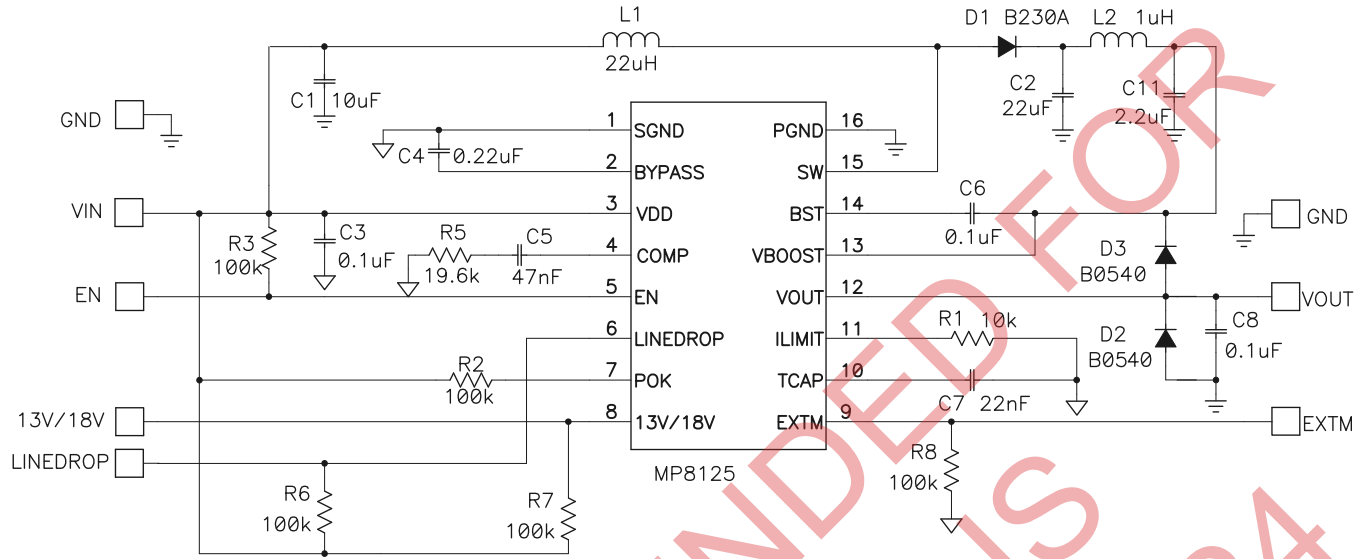 L1
22uH
D1 B230A
L2 1uH
C1 10uF
C2
22uF
C11
2.2uF
GND
1 SGND
PGND 16
C4 0.22uF
2 BYPASS
SW 15
VIN
3 VDD
BST 14
C6
0.1uF
GND
R3
100k
C3
0.1uF
R5
19.6k
C5
47nF
4 COMP
VBOOST 13
D3
B0540
EN
5 EN
VOUT 12
VOUT
6 LINEDROP
ILIMIT 11
R1 10k
D2
B0540
C8
0.1uF
R2
100k
7 POK
TCAP 10
C7 22nF
13V/18V
8 13V/18V
EXTM 9
EXTM
LINEDROP
MP8125
R8
100k
R6
100k
R7
100k
NDED FOR
IS
4